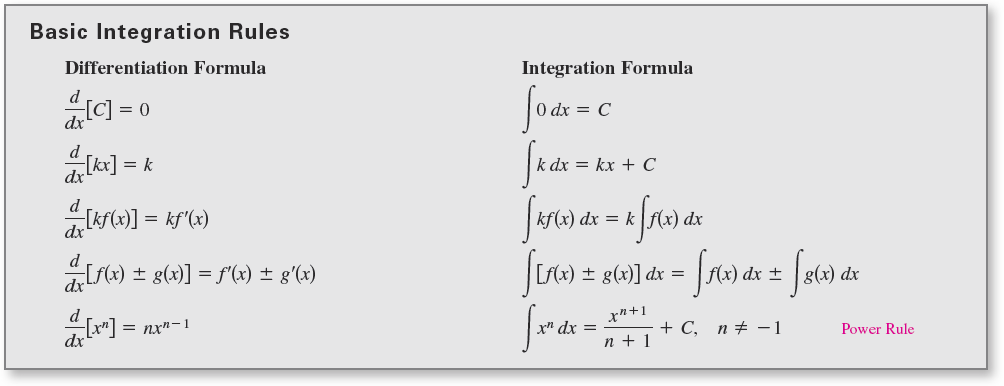 Basic Integration Rules
Differentiation Formula Integration Formula
d/dx[C] = 0 ∫0 dx = C
d/dx[kx] = k ∫k dx = kx + C
d/dx[kf(x)] = kf′(x) ∫kf(x) dx = k∫f(x) dx
d/dx[f(x) ± g(x)] = f′(x) ± g′(x) ∫[f(x) ± g(x)] dx = ∫f(x) dx ± ∫g(x) dx
d/dx[xⁿ] = nxⁿ⁻¹ ∫xⁿ dx = xⁿ⁺¹/(n + 1) + C, n ≠ −1 Power Rule